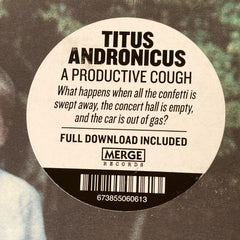 TITUS
ANDRONICUS
A PRODUCTIVE COUGH
What happens when all the confetti is
swept away, the concert hall is empty,
and the car is out of gas?
FULL DOWNLOAD INCLUDED
MERGE
RECORDS
673855060613